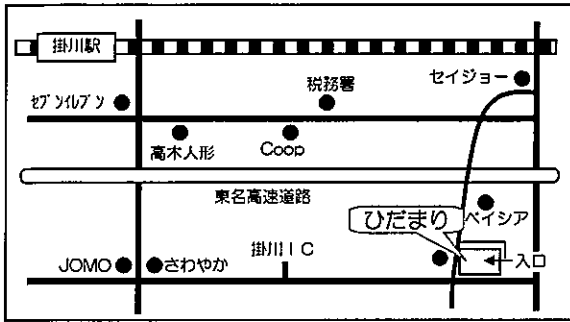 掛川駅
セイジョー
税務署
セブンイレブン
高木人形
Coop
東名高速道路
ベイシア
ひだまり
掛川IC
JOMO
さわやか
入口